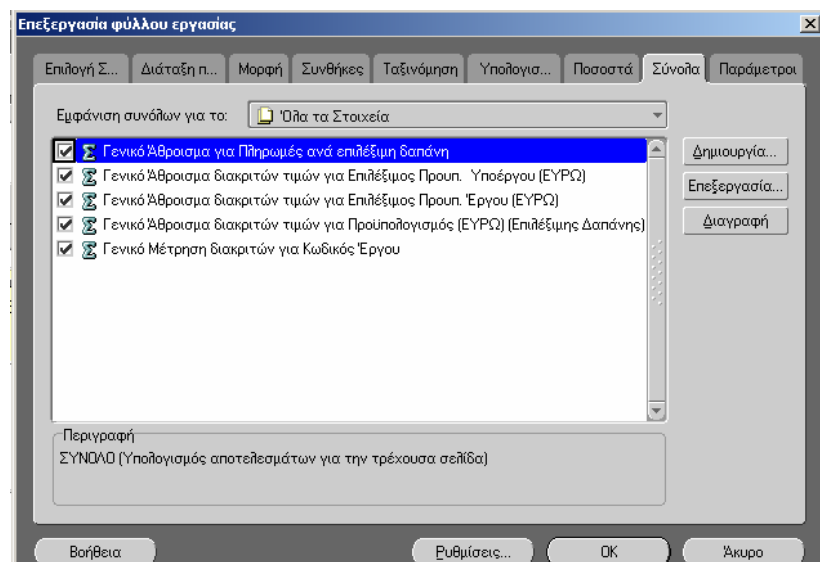 Επεξεργασία φύλλου εργασίας
Επιλογή Σ... Διάταξη π... Μορφή Συνθήκες Ταξινόμηση Υπολογισ... Ποσοστά Σύνολα Παράμετροι
Εμφάνιση συνόλων για το: Όλα τα Στοιχεία
Γενικό Άθροισμα για Πληρωμές ανά επιλέξιμη δαπάνη
Γενικό Άθροισμα διακριτών τιμών για Επιλέξιμος Προυπ. Υποέργου (ΕΥΡΩ)
Γενικό Άθροισμα διακριτών τιμών για Επιλέξιμος Προυπ. Έργου (ΕΥΡΩ)
Γενικό Άθροισμα διακριτών τιμών για Προϋπολογισμός (ΕΥΡΩ) (Επιλέξιμης Δαπάνης)
Γενικό Μέτρηση διακριτών για Κωδικός Έργου
Δημιουργία...
Επεξεργασία...
Διαγραφή
Περιγραφή
ΣΥΝΟΛΟ (Υπολογισμός αποτελεσμάτων για την τρέχουσα σελίδα)
Βοήθεια Ρυθμίσεις... OK Άκυρο